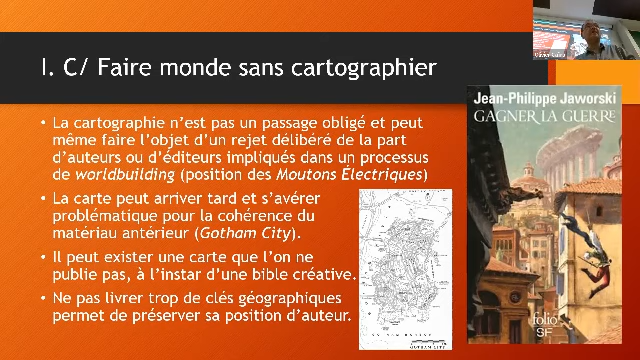 I. C/ Faire monde sans cartographier
• La cartographie n'est pas un passage obligé et peut
même faire l'objet d'un rejet délibéré de la part
d'auteurs ou d'éditeurs impliqués dans un processus
de worldbuilding (position des Moutons Électriques)
• La carte peut arriver tard et s'avérer
problématique pour la cohérence du
matériau antérieur (Gotham City).
• Il peut exister une carte que l'on ne
publie pas, à l'instar d'une bible créative.
• Ne pas livrer trop de clés géographiques
permet de préserver sa position d'auteur.
GOTHAM CITY
Jean-Philippe Jaworski
GAGNER LA GUERRE
folio
SF